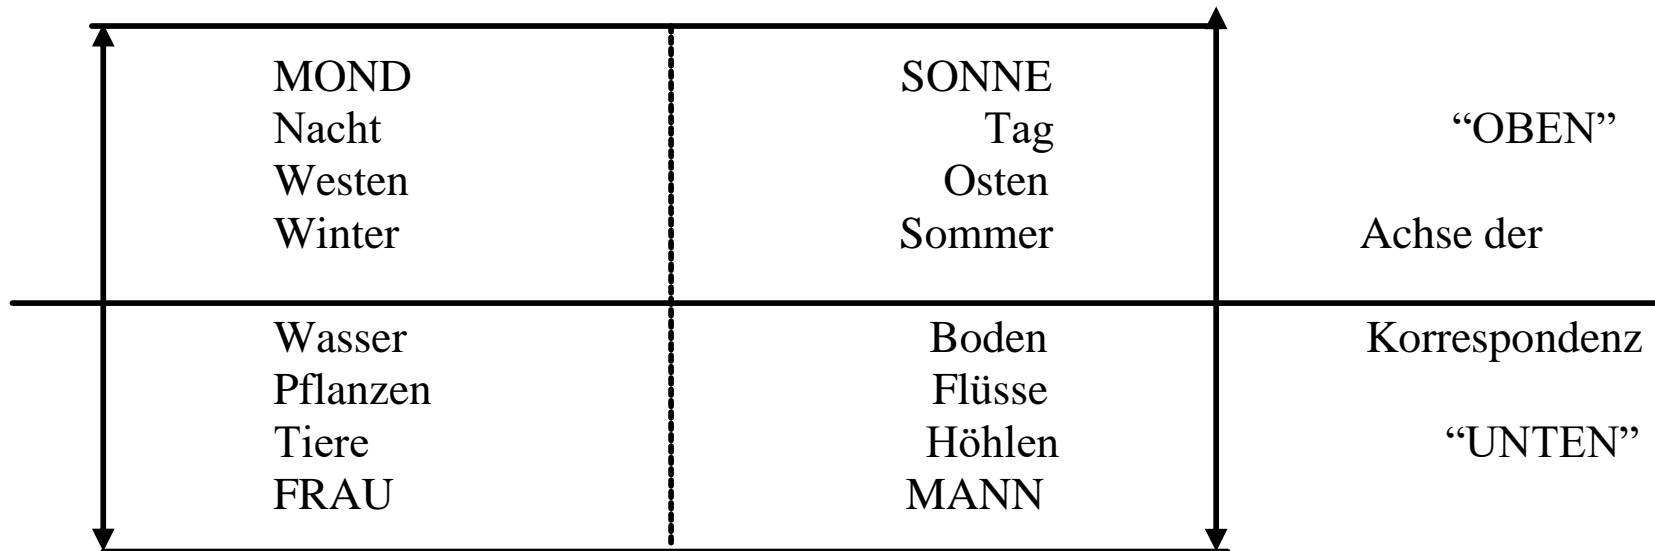 MOND SONNE
Nacht Tag “OBEN”
Westen Osten
Winter Sommer Achse der
Wasser Boden Korrespondenz
Pflanzen Flüsse
Tiere Höhlen “UNTEN”
FRAU MANN